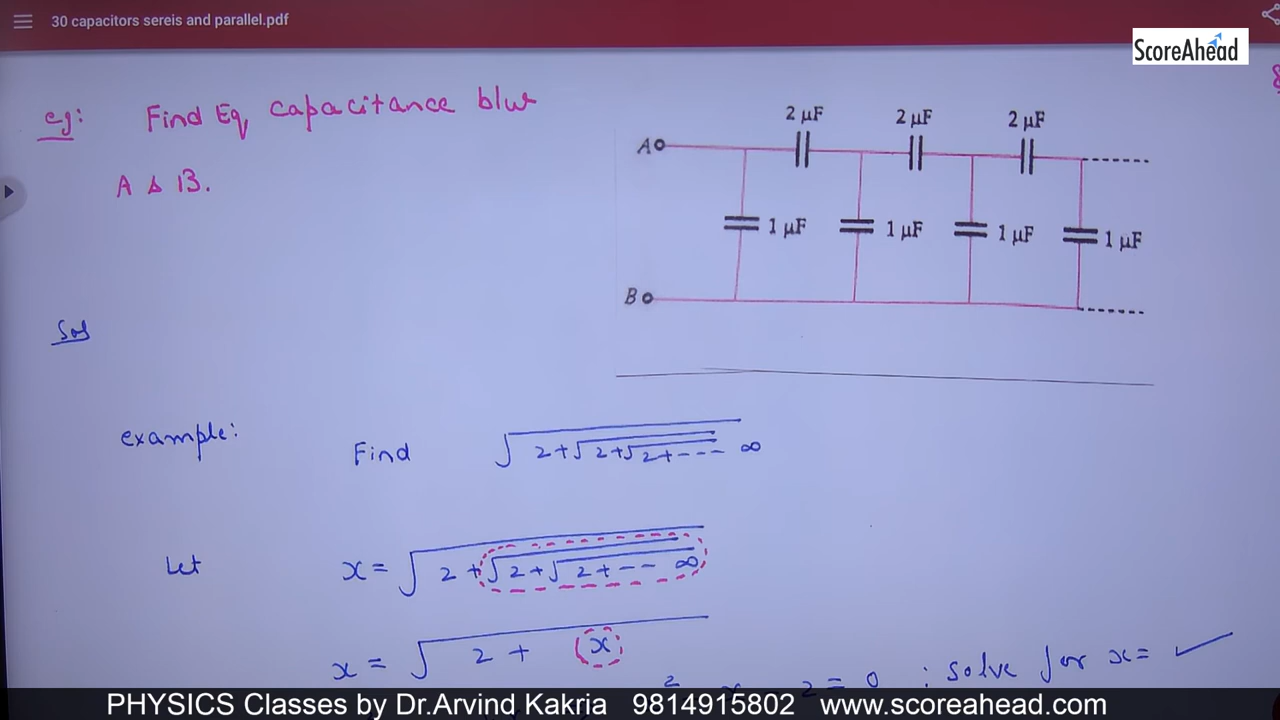 30 capacitors sereis and parallel.pdf
ScoreAhead
eg: Find Eq capacitance b/w
A & B.
2 µF 2 µF 2 µF
A
1 µF 1 µF 1 µF 1 µF
B
Sol
example: Find √2+√2+√2+--- ∞
Let x = √2+√2+√2+-- ∞
x = √2 + (x)
2 = 0 : solve for x= ✓
PHYSICS Classes by Dr.Arvind Kakria 9814915802 www.scoreahead.com